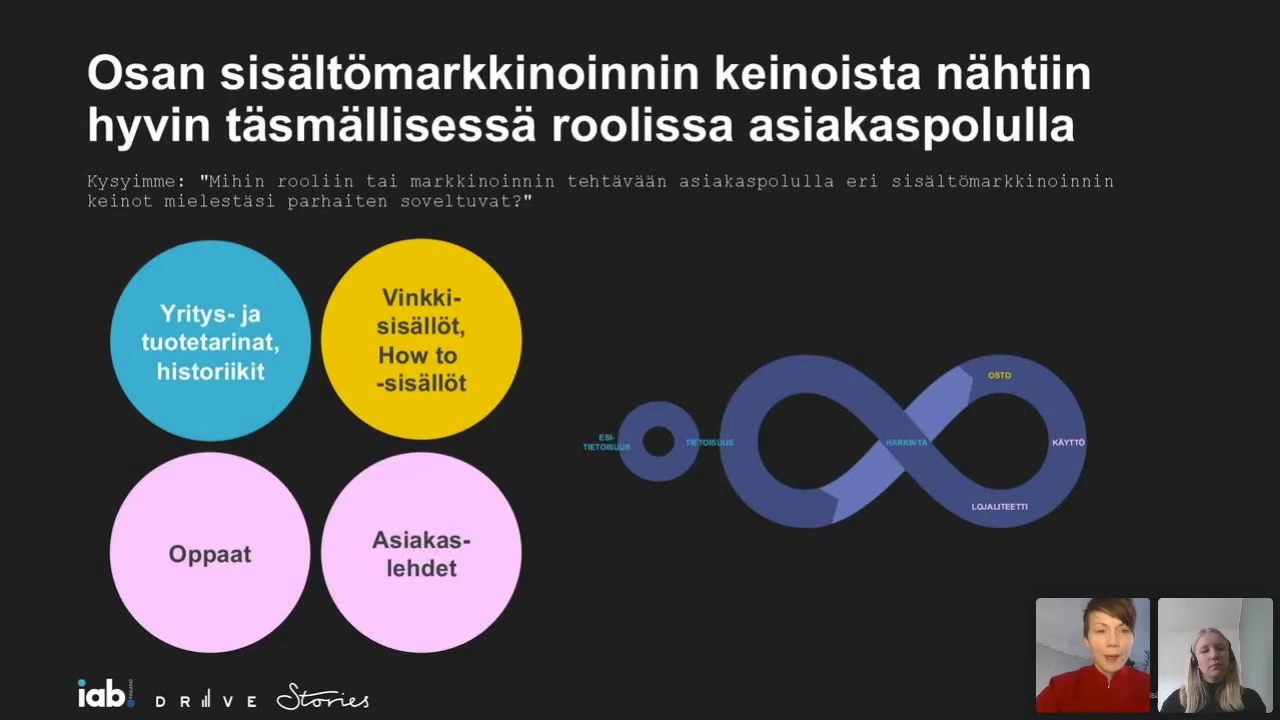 Osan sisältömarkkinoinnin keinoista nähtiin
hyvin täsmällisessä roolissa asiakaspolulla
Kysyimme: "Mihin rooliin tai markkinoinnin tehtävään asiakaspolulla eri sisältömarkkinoinnin
keinot mielestäsi parhaiten soveltuvat?"
Yritys- ja
tuotetarinat,
historiikit
Vinkki-
sisällöt,
How to
-sisällöt
Oppaat
Asiakas-
lehdet
ESI-
TIETOISUUS
TIETOISUUS
HARKINTA
OSTO
KÄYTTÖ
LOJALITEETTI
iab
FINLAND
DRIVE
Stories